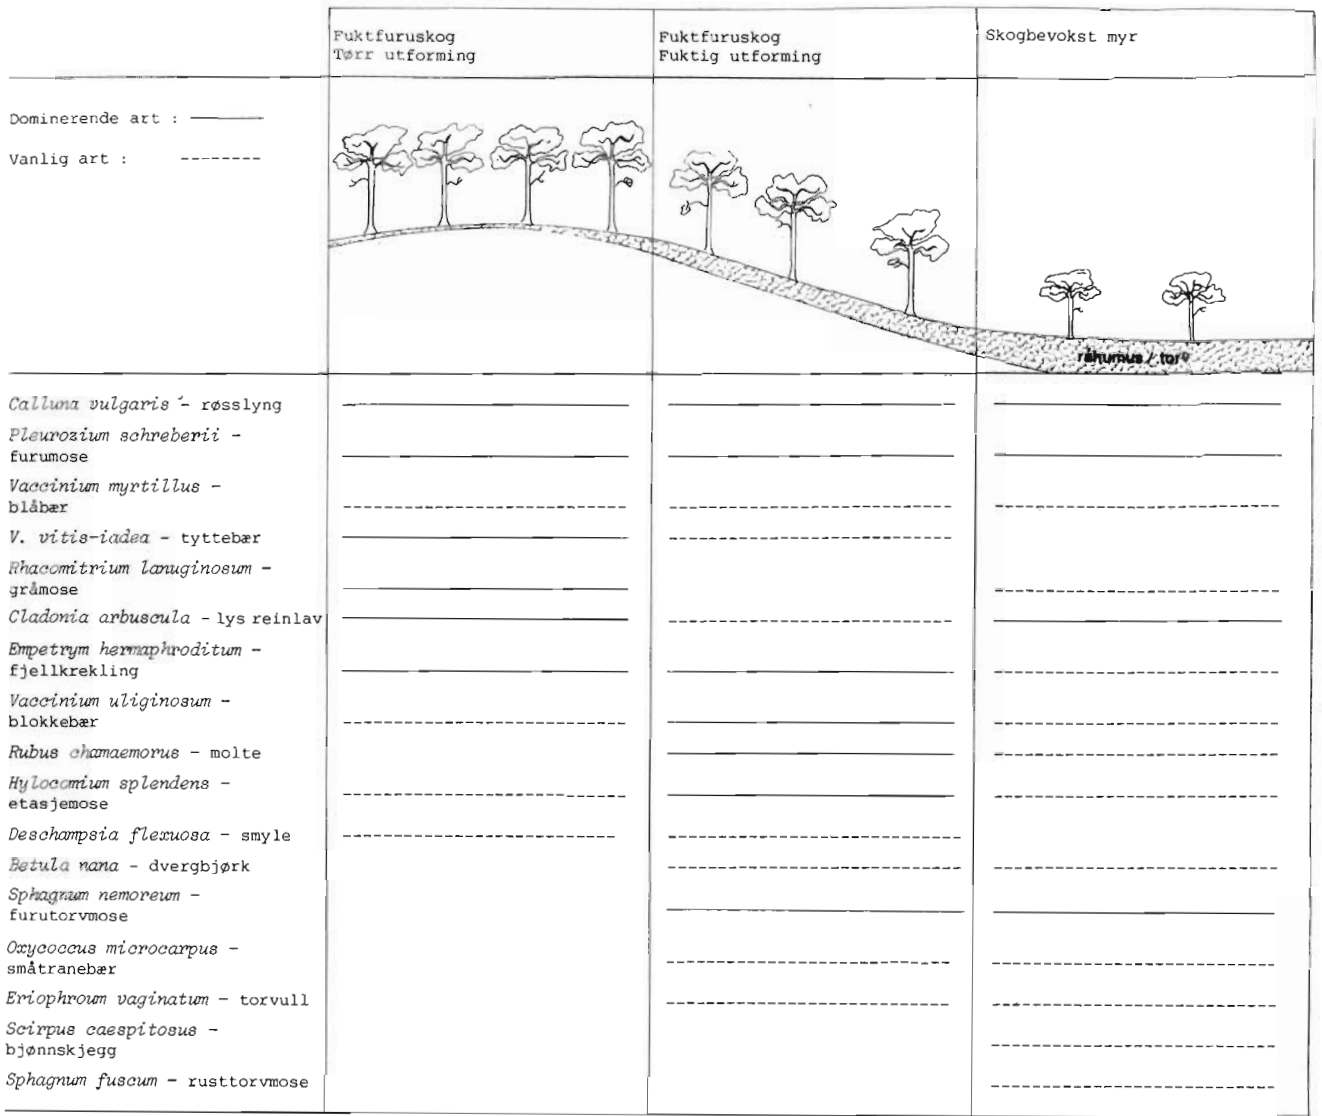 Fuktfuruskog
Tørr utforming
Fuktfuruskog
Fuktig utforming
Skogbevokst myr
Dominerende art :
Vanlig art :
råhumus / torv
Calluna vulgaris - røsslyng
Pleurozium schreberii -
furumose
Vaccinium myrtillus -
blåbær
V. vitis-iadea - tyttebær
Rhacomitrium lanuginosum -
gråmose
Cladonia arbuscula - lys reinlav
Empetrym hermaphroditum -
fjellkrekling
Vaccinium uliginosum -
blokkebær
Rubus chamaemorus - molte
Hylocomium splendens -
etasjemose
Deschampsia flexuosa - smyle
Betula nana - dvergbjørk
Sphagnum nemoreum -
furutorvmose
Oxycoccus microcarpus -
småtranebær
Eriophroum vaginatum - torvull
Scirpus caespitosus -
bjønnskjegg
Sphagnum fuscum - rusttorvmose